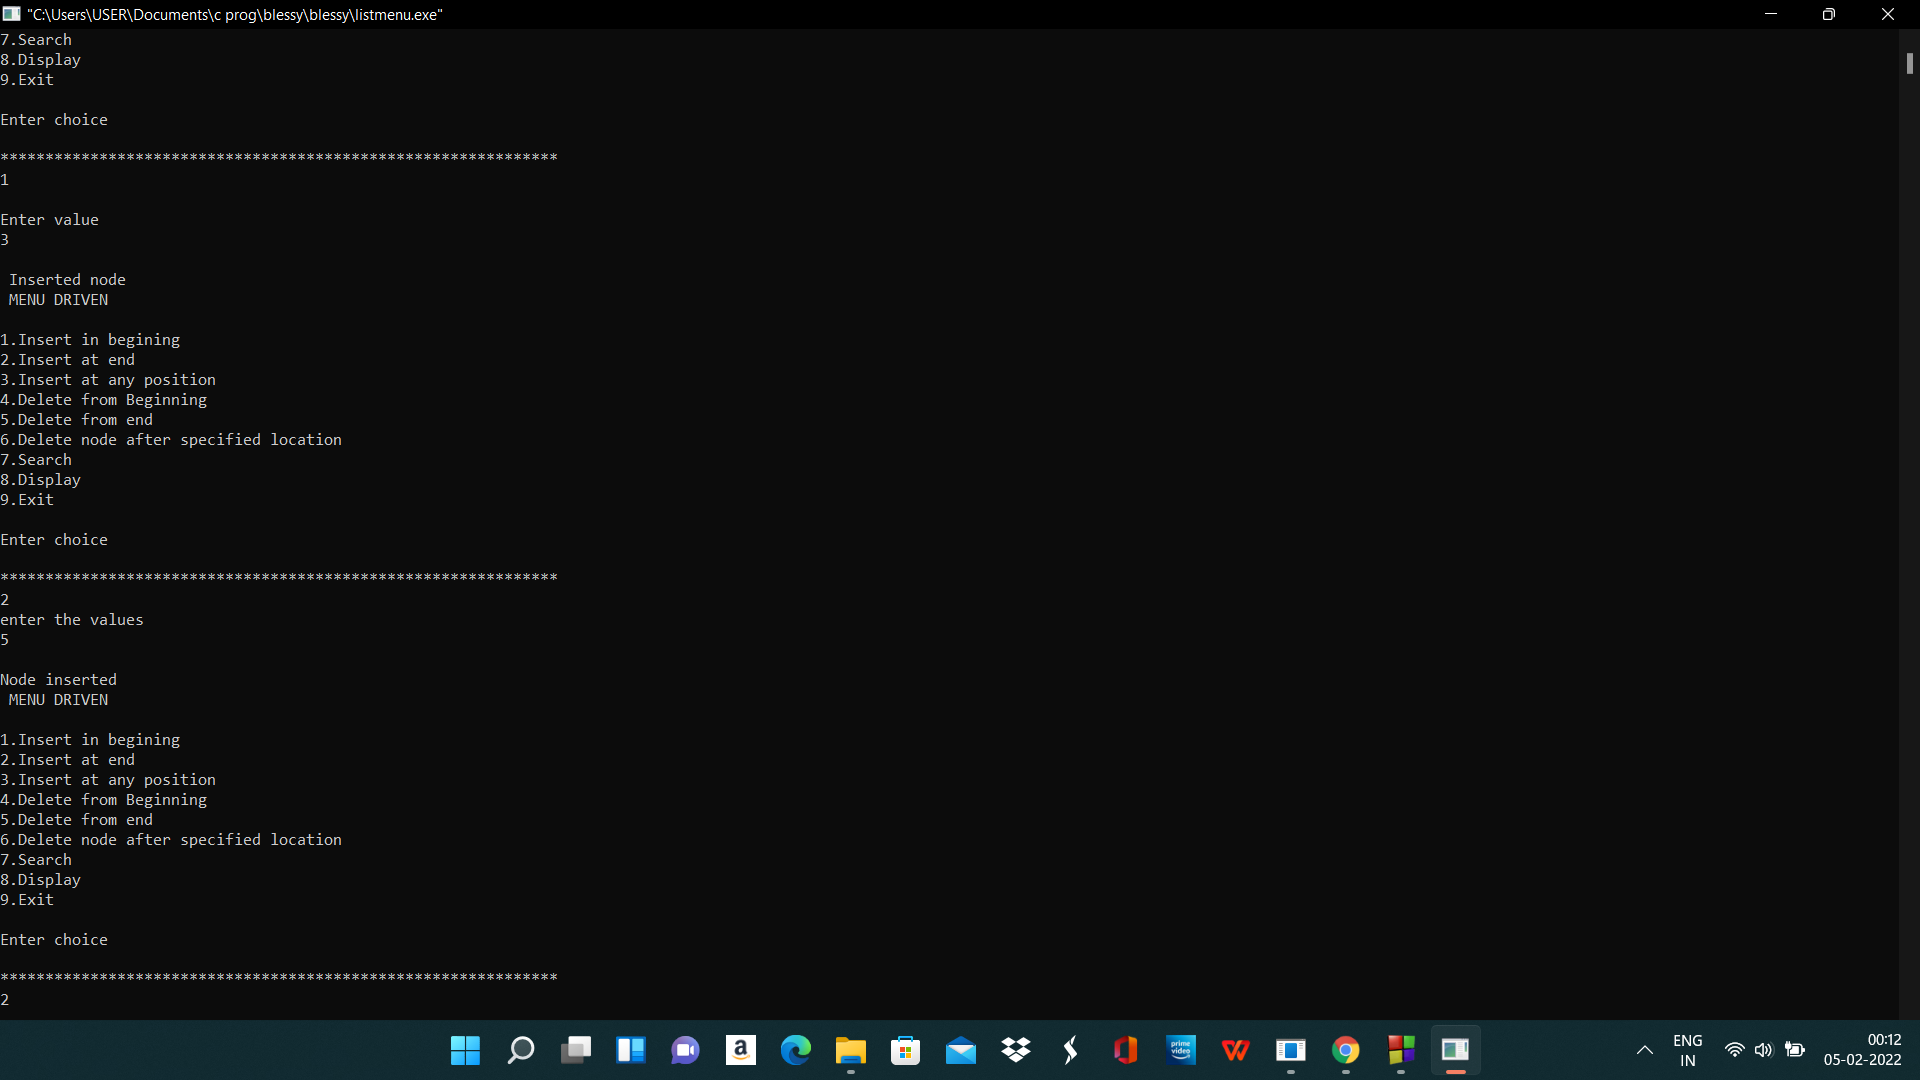 "C:\Users\USER\Documents\c prog\blessy\blessy\listmenu.exe"
7.Search
8.Display
9.Exit
Enter choice
**************************************************************
1
Enter value
3
Inserted node
MENU DRIVEN
1.Insert in begining
2.Insert at end
3.Insert at any position
4.Delete from Beginning
5.Delete from end
6.Delete node after specified location
7.Search
8.Display
9.Exit
Enter choice
**************************************************************
2
enter the values
5
Node inserted
MENU DRIVEN
1.Insert in begining
2.Insert at end
3.Insert at any position
4.Delete from Beginning
5.Delete from end
6.Delete node after specified location
7.Search
8.Display
9.Exit
Enter choice
**************************************************************
2
a
prime video
ENG
IN
00:12
05-02-2022